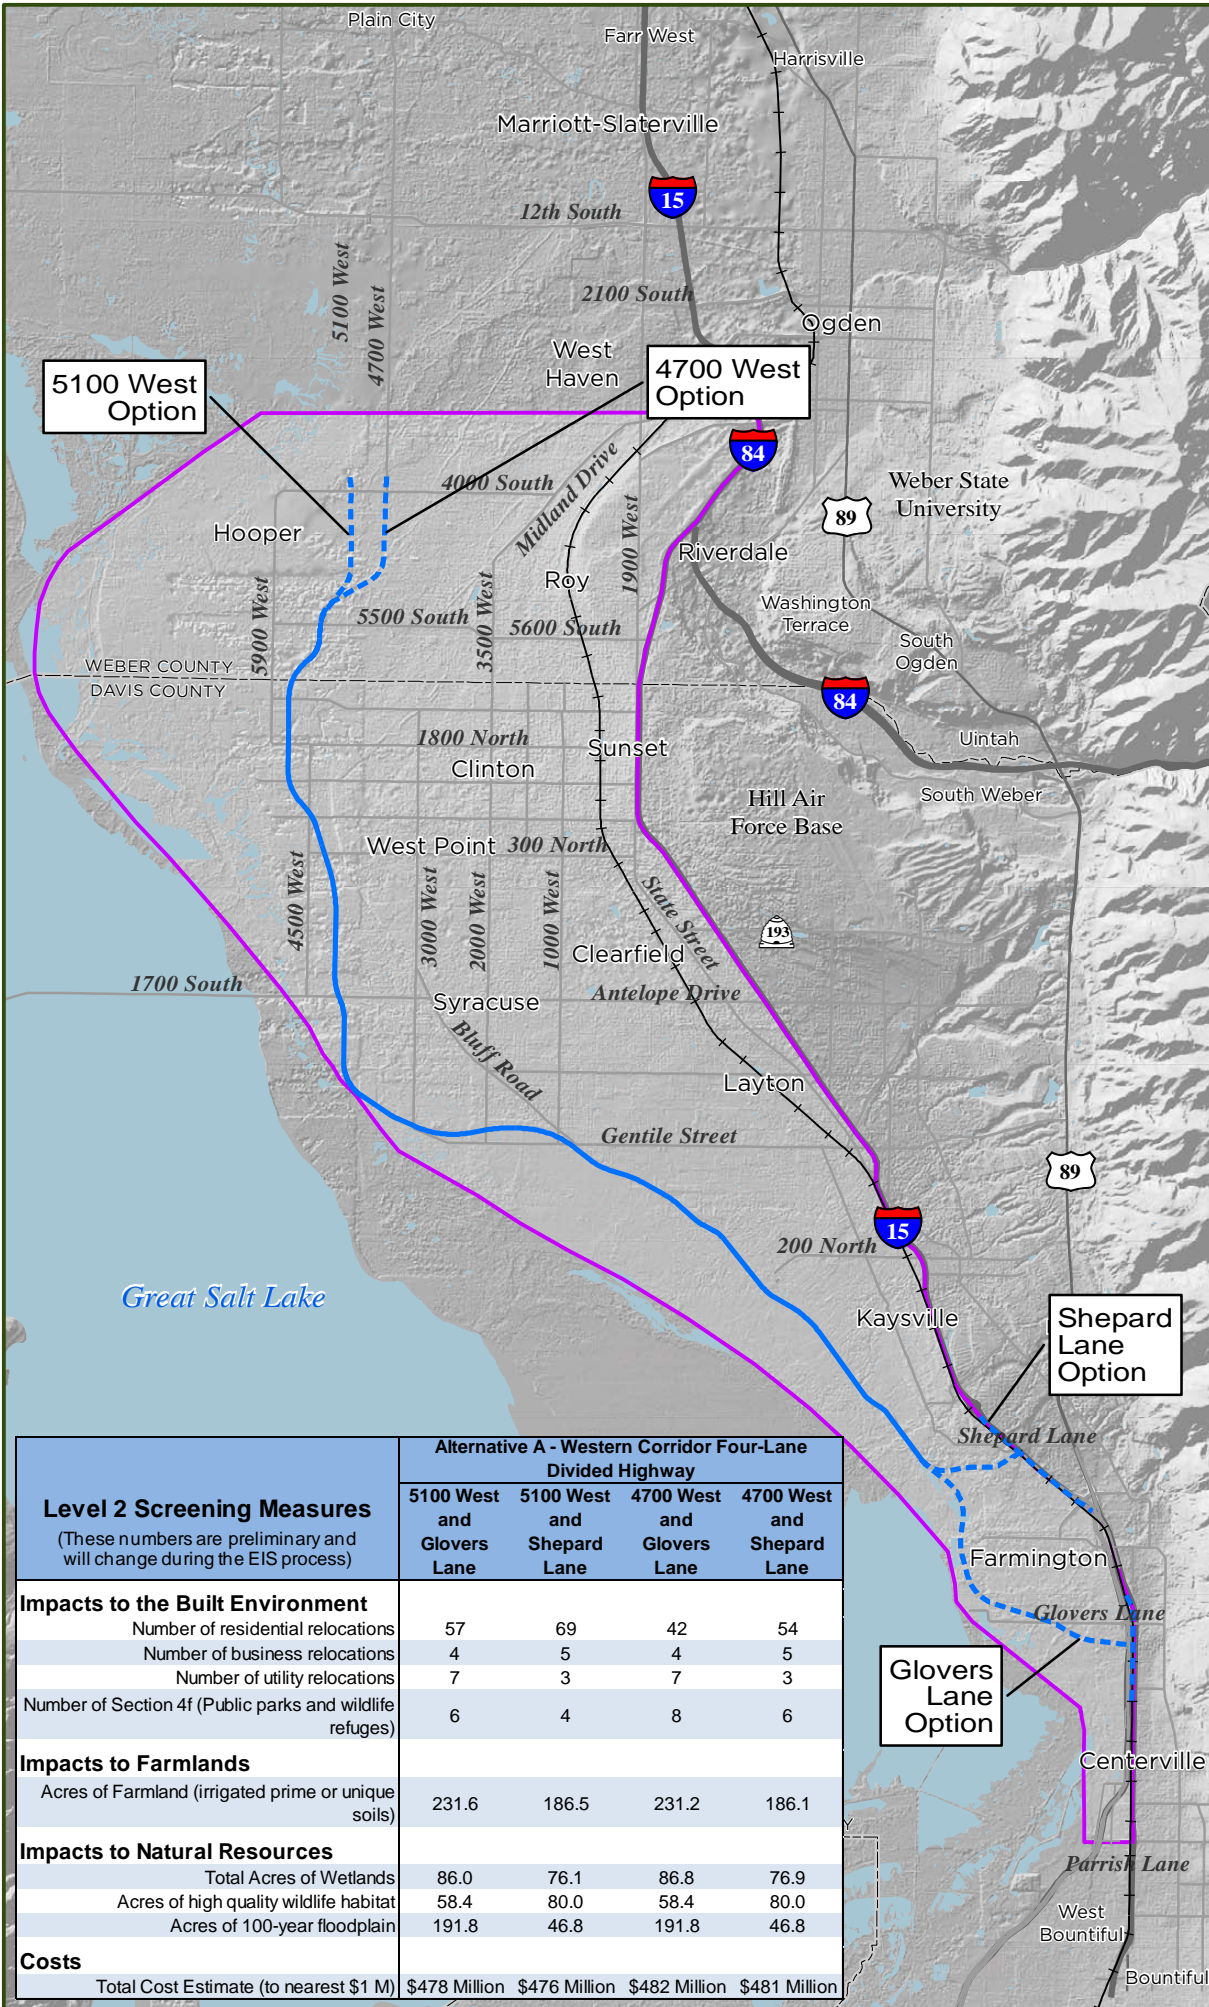 Plain City
Farr West
Harrisville
Marriott-Slaterville
15
12th South
5100 West
4700 West
2100 South
Ogden
West
Haven
5100 West
Option
4700 West
Option
84
4000 South
Midland Drive
1900 West
Weber State
University
89
Hooper
Riverdale
Roy
5900 West
3500 West
5500 South
5600 South
Washington
Terrace
South
Ogden
WEBER COUNTY
DAVIS COUNTY
84
1800 North
Sunset
Uintah
Clinton
Hill Air
Force Base
South Weber
West Point
300 North
4500 West
3000 West
2000 West
1000 West
State Street
193
Clearfield
1700 South
Syracuse
Antelope Drive
Bluff Road
Layton
Gentile Street
89
15
200 North
Great Salt Lake
Kaysville
Shepard
Lane
Option
Shepard Lane
Farmington
Glovers Lane
Glovers
Lane
Option
Centerville
Parrish Lane
West
Bountiful
Bountiful
Y
Level 2 Screening Measures
(These numbers are preliminary and
will change during the EIS process)
Alternative A - Western Corridor Four-Lane
Divided Highway
5100 West and Glovers Lane
5100 West and Shepard Lane
4700 West and Glovers Lane
4700 West and Shepard Lane
Impacts to the Built Environment
Number of residential relocations 57 69 42 54
Number of business relocations 4 5 4 5
Number of utility relocations 7 3 7 3
Number of Section 4f (Public parks and wildlife
refuges) 6 4 8 6
Impacts to Farmlands
Acres of Farmland (irrigated prime or unique
soils) 231.6 186.5 231.2 186.1
Impacts to Natural Resources
Total Acres of Wetlands 86.0 76.1 86.8 76.9
Acres of high quality wildlife habitat 58.4 80.0 58.4 80.0
Acres of 100-year floodplain 191.8 46.8 191.8 46.8
Costs
Total Cost Estimate (to nearest $1 M) $478 Million $476 Million $482 Million $481 Million